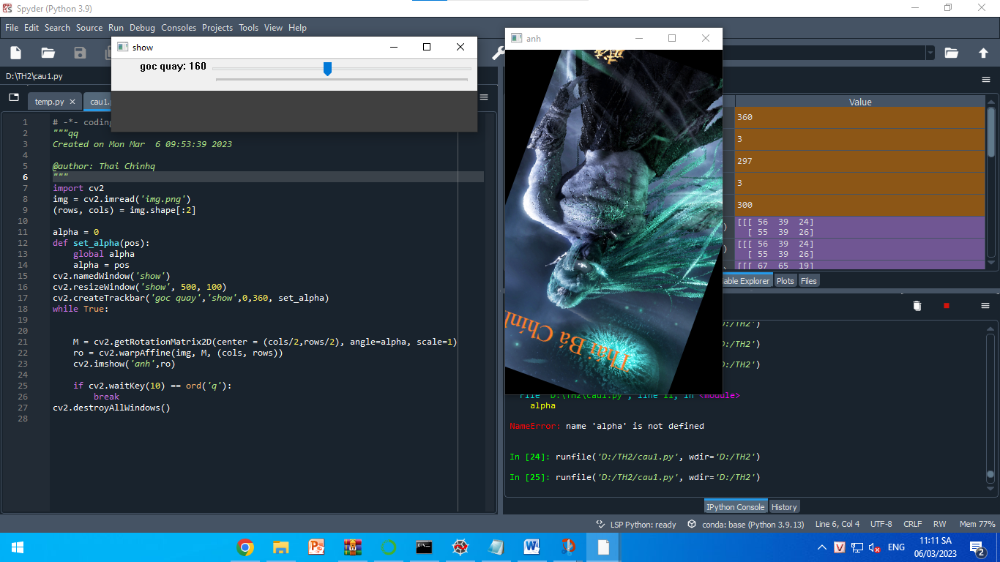 Spyder (Python 3.9)
File Edit Search Source Run Debug Consoles Projects Tools View Help
show
goc quay: 160
anh
D:\TH2\cau1.py
temp.py
cau1.
1 # -*- coding
2 """qq
3 Created on Mon Mar  6 09:53:39 2023
4
5 @author: Thai Chinhq
6 """
7 import cv2
8 img = cv2.imread('img.png')
9 (rows, cols) = img.shape[:2]
10
11 alpha = 0
12 def set_alpha(pos):
13     global alpha
14     alpha = pos
15 cv2.namedWindow('show')
16 cv2.resizeWindow('show', 500, 100)
17 cv2.createTrackbar('goc quay','show',0,360, set_alpha)
18 while True:
19
20
21     M = cv2.getRotationMatrix2D(center = (cols/2,rows/2), angle=alpha, scale=1)
22     ro = cv2.warpAffine(img, M, (cols, rows))
23     cv2.imshow('anh',ro)
24
25     if cv2.waitKey(10) == ord('q'):
26         break
27 cv2.destroyAllWindows()
28
Thái Bá Chính
Value
360
3
297
3
300
[[[ 56  39  24]
[ 55  39  26]
[[[ 56  39  24]
[ 55  39  26]
[[[ 67  65  19]
able Explorer Plots Files
D:/TH2')
D:/TH2')
D:/TH2')
File "D:\TH2\cau1.py", line 11, in <module>
alpha
NameError: name 'alpha' is not defined
In [24]: runfile('D:/TH2/cau1.py', wdir='D:/TH2')
In [25]: runfile('D:/TH2/cau1.py', wdir='D:/TH2')
IPython Console History
LSP Python: ready conda: base (Python 3.9.13) Line 6, Col 4 UTF-8 CRLF RW Mem 77%
ENG
11:11 SA
06/03/2023
2